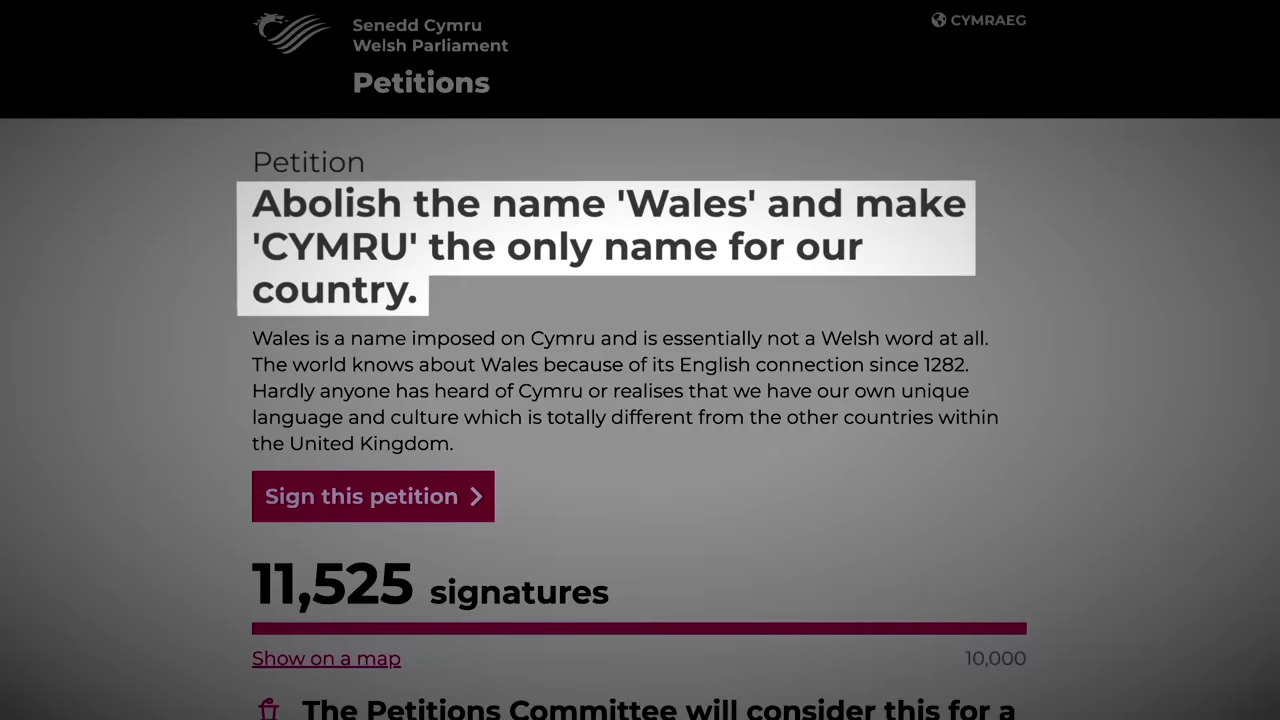 Senedd Cymru
Welsh Parliament
Petitions
CYMRAEG
Petition
Abolish the name 'Wales' and make
'CYMRU' the only name for our
country.
Wales is a name imposed on Cymru and is essentially not a Welsh word at all.
The world knows about Wales because of its English connection since 1282.
Hardly anyone has heard of Cymru or realises that we have our own unique
language and culture which is totally different from the other countries within
the United Kingdom.
Sign this petition
11,525 signatures
Show on a map
10,000
The Petitions Committee will consider this for a